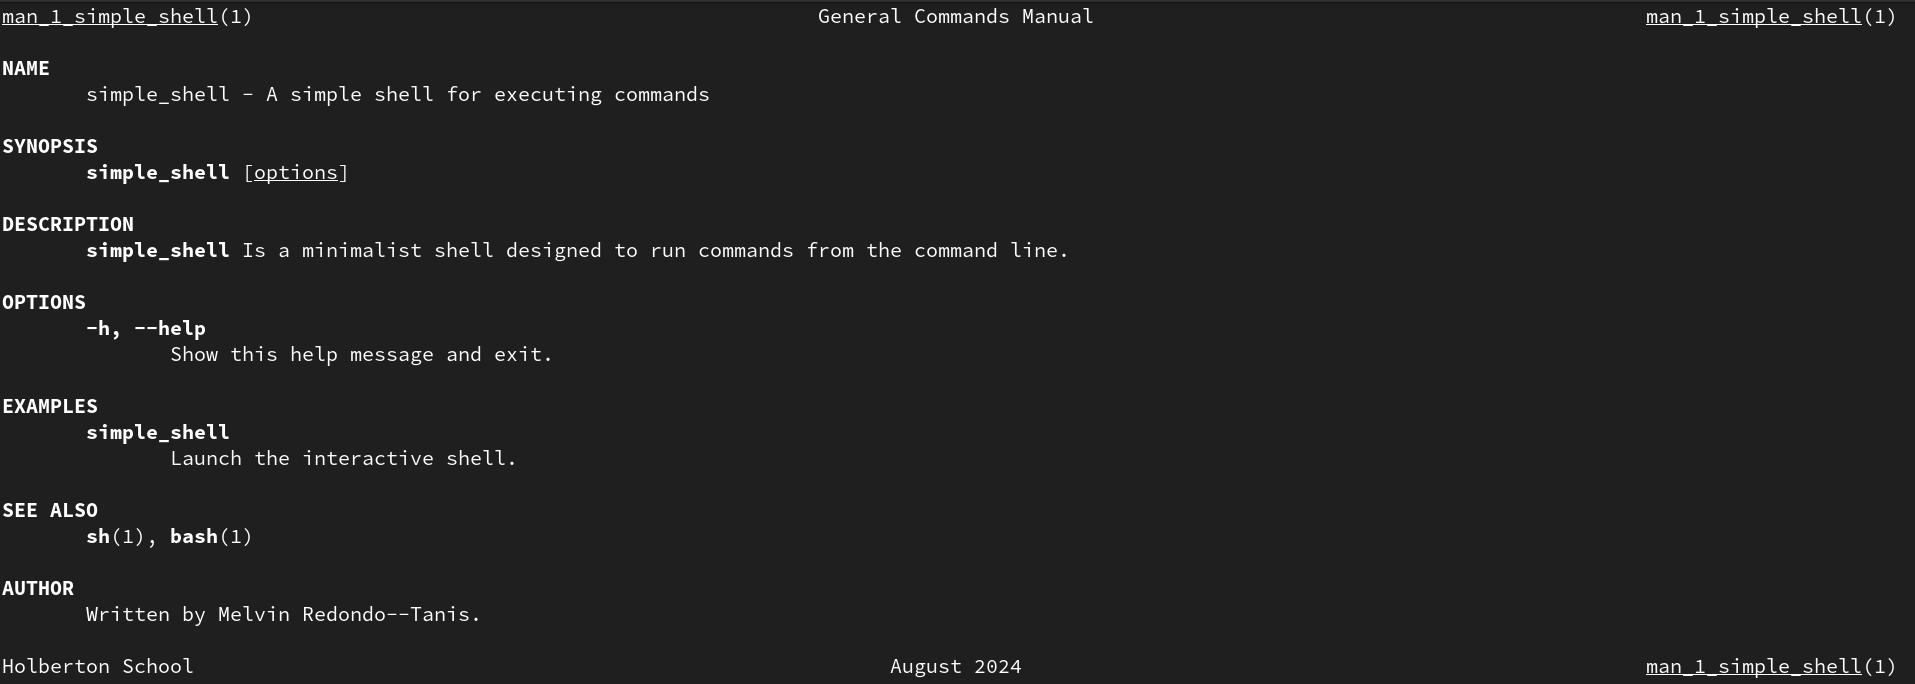 man_1_simple_shell(1) General Commands Manual man_1_simple_shell(1)
NAME
simple_shell - A simple shell for executing commands
SYNOPSIS
simple_shell [options]
DESCRIPTION
simple_shell Is a minimalist shell designed to run commands from the command line.
OPTIONS
-h, --help
Show this help message and exit.
EXAMPLES
simple_shell
Launch the interactive shell.
SEE ALSO
sh(1), bash(1)
AUTHOR
Written by Melvin Redondo--Tanis.
Holberton School August 2024 man_1_simple_shell(1)